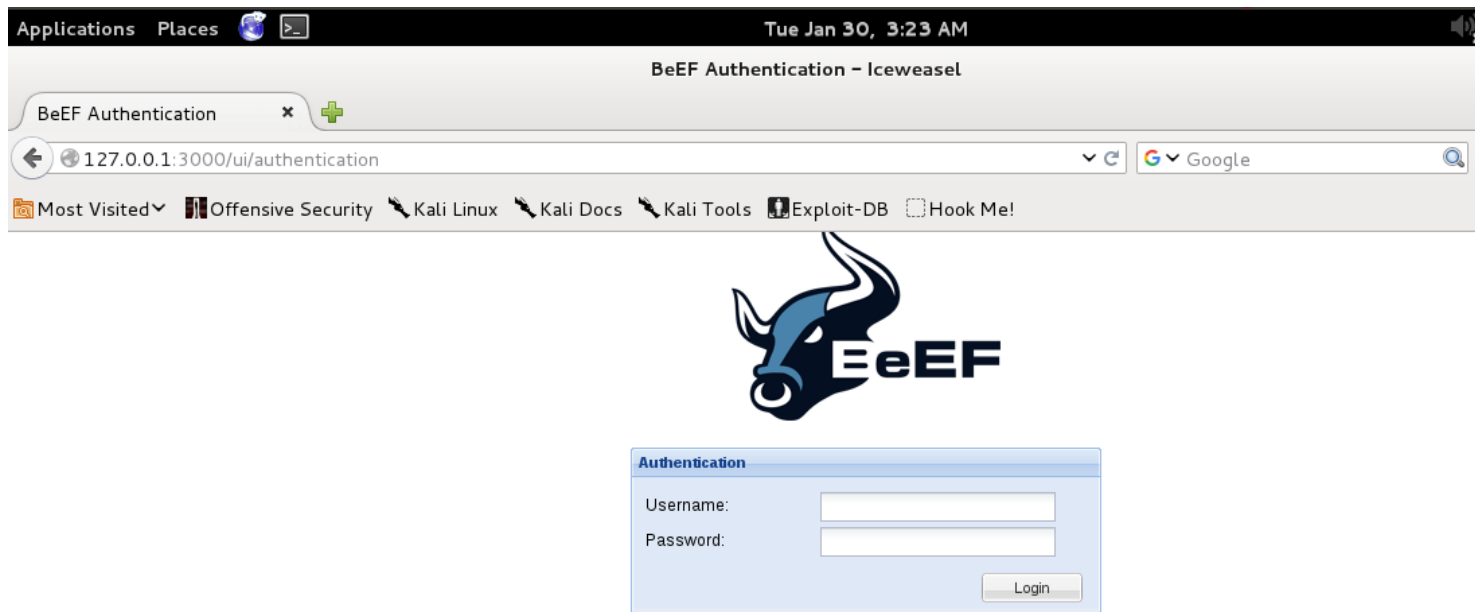 Applications Places Tue Jan 30, 3:23 AM
BeEF Authentication - Iceweasel
BeEF Authentication
127.0.0.1:3000/ui/authentication Google
Most Visited Offensive Security Kali Linux Kali Docs Kali Tools Exploit-DB Hook Me!
BeEF
Authentication
Username:
Password:
Login